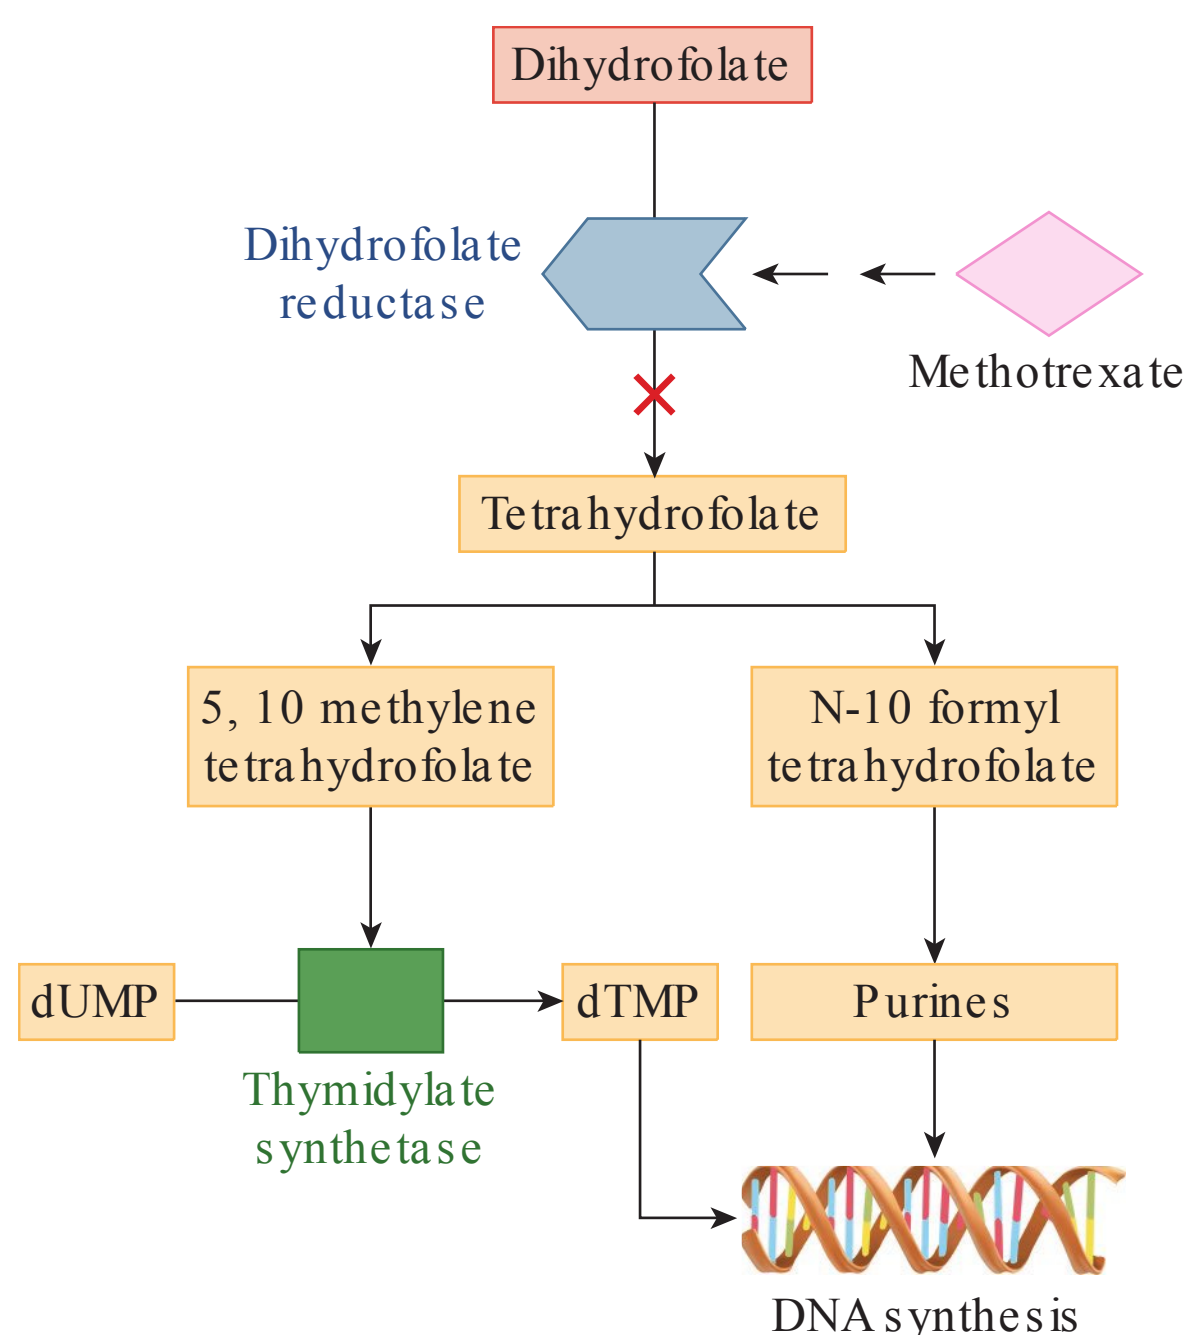 Dihydrofolate
Dihydrofolate
reductase
Methotrexate
Tetrahydrofolate
5, 10 methylene
tetrahydrofolate
N-10 formyl
tetrahydrofolate
dUMP
dTMP
Purines
Thymidylate
synthetase
DNA synthesis